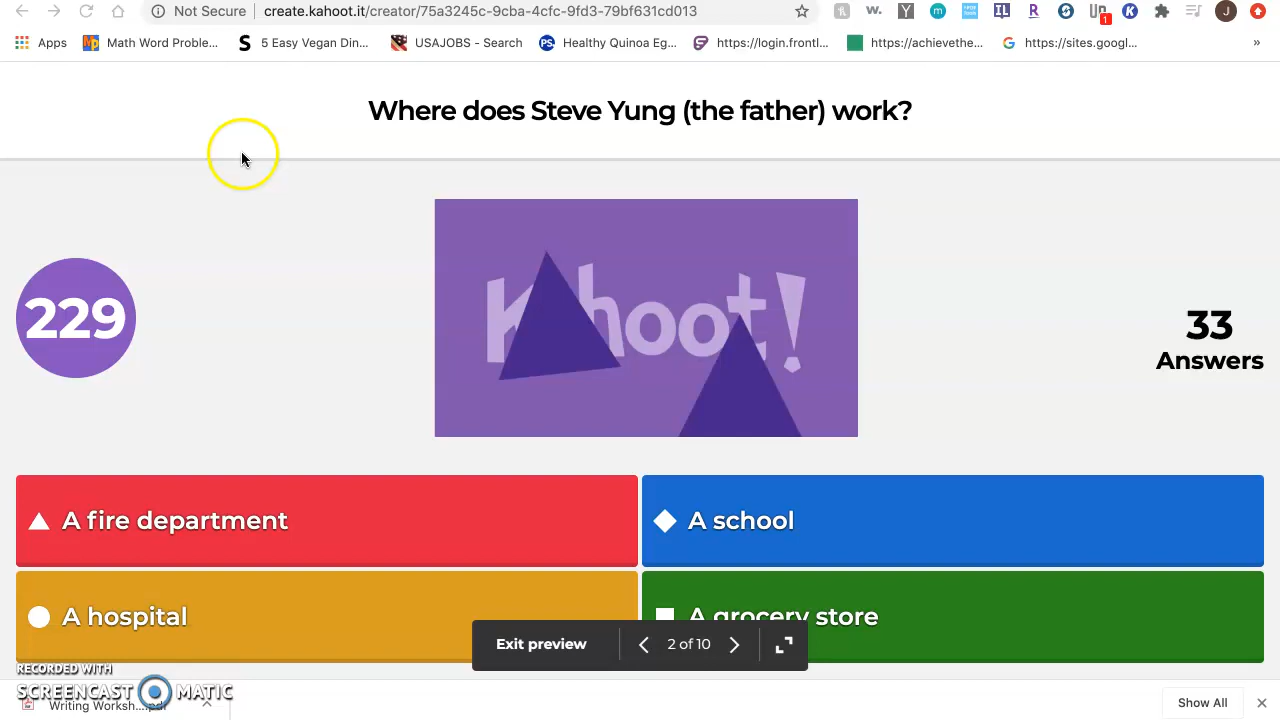 Not Secure create.kahoot.it/creator/75a3245c-9cba-4cfc-9fd3-79bf631cd013
Apps Math Word Proble... 5 Easy Vegan Din... USAJOBS - Search Healthy Quinoa Eg... https://login.frontl... https://achievethe... https://sites.googl... »
Where does Steve Yung (the father) work?
229
Kahoot!
33
Answers
A fire department
A school
A hospital
A grocery store
Exit preview 2 of 10
RECORDED WITH
SCREENCAST MATIC
Writing Worksh....pdf
Show All